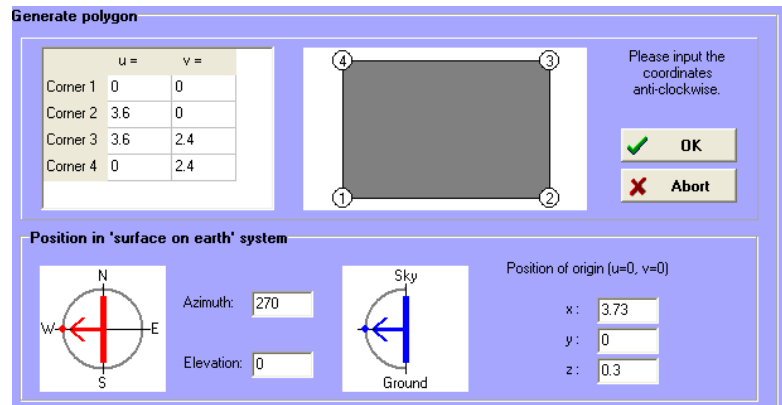 Generate polygon
u = v =
Corner 1 0 0
Corner 2 3.6 0
Corner 3 3.6 2.4
Corner 4 0 2.4
4 3
1 2
Please input the
coordinates
anti-clockwise.
OK
Abort
Position in 'surface on earth' system
N
W E
S
Azimuth: 270
Elevation: 0
Sky
Ground
Position of origin (u=0, v=0)
x : 3.73
y : 0
z : 0.3